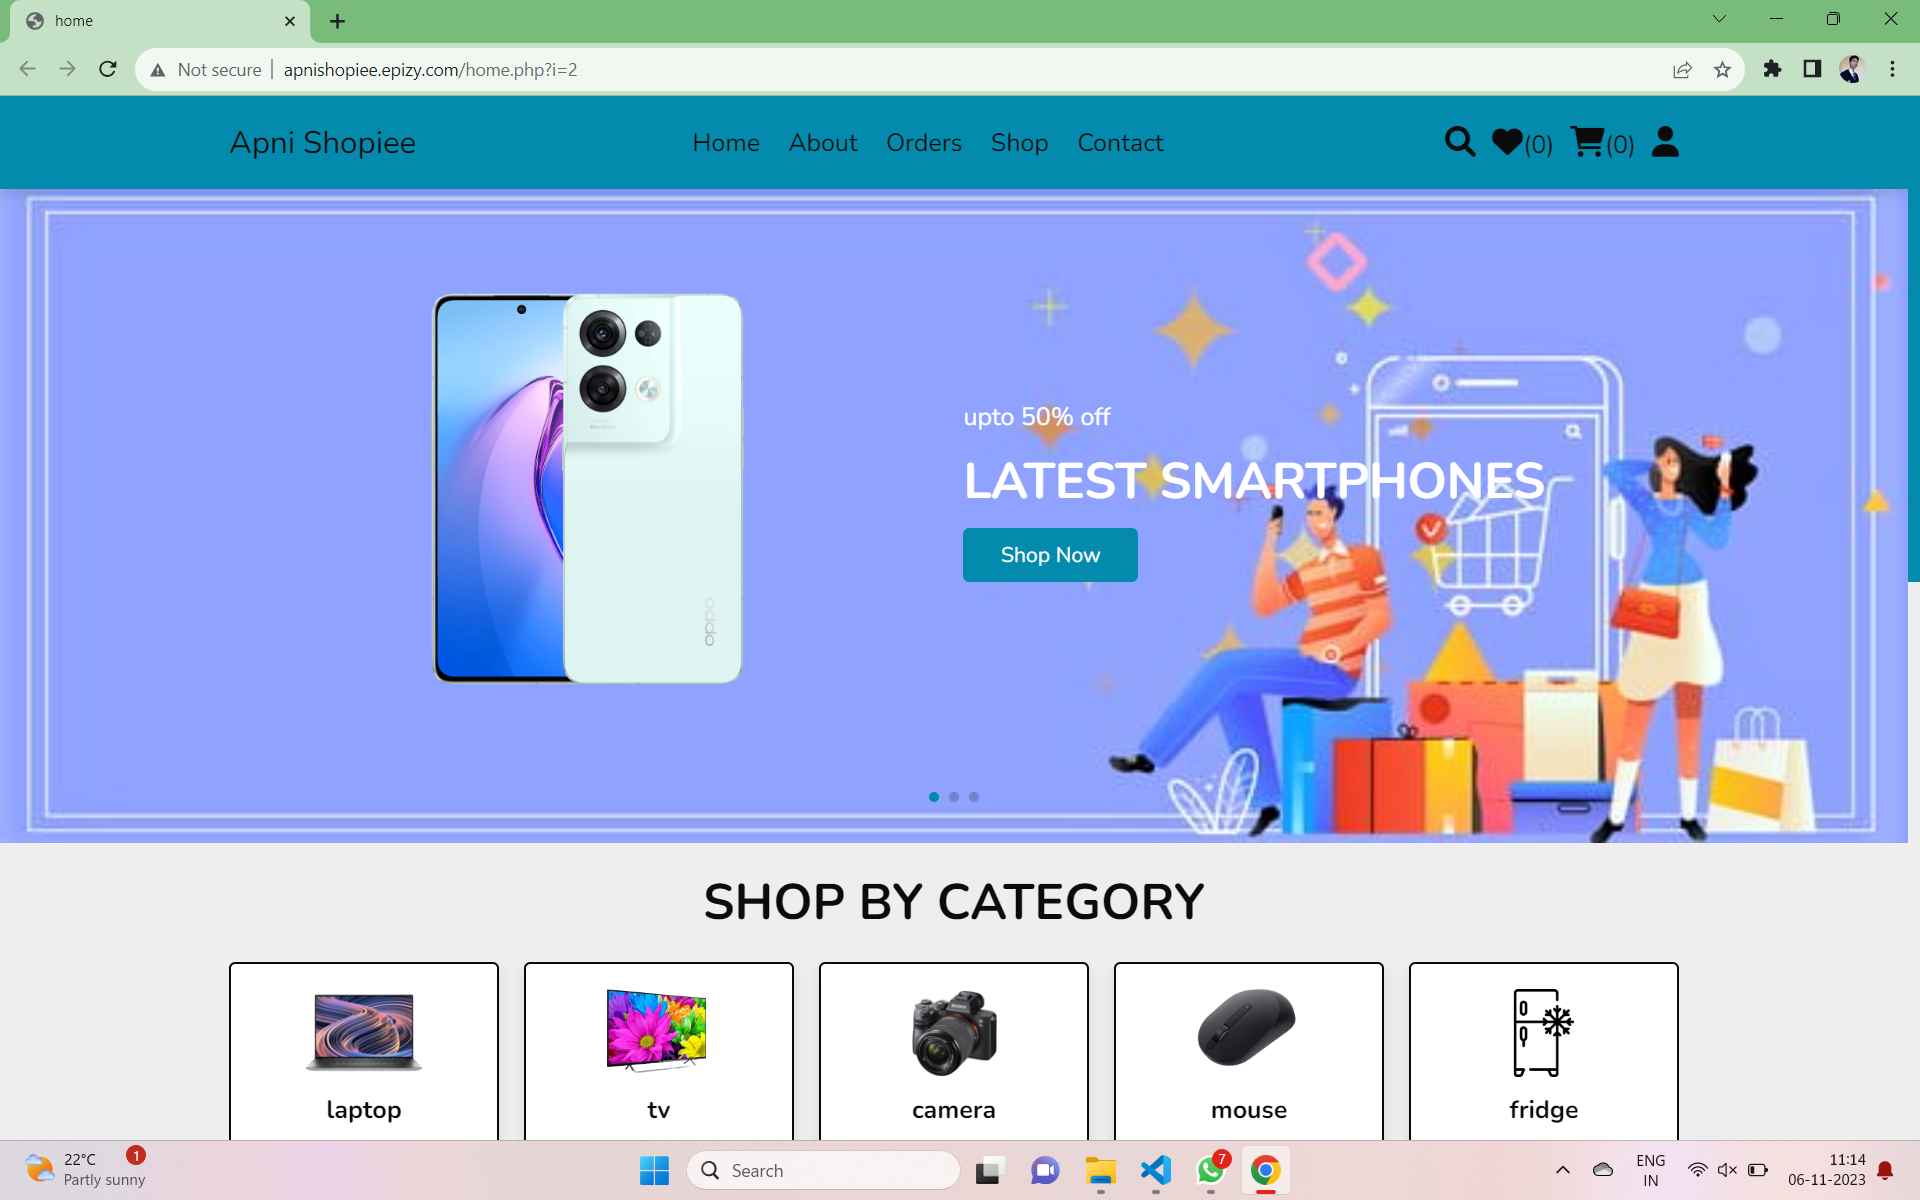 home
Not secure | apnishopiee.epizy.com/home.php?i=2
Apni Shopiee
Home About Orders Shop Contact
(0) (0)
upto 50% off
LATEST SMARTPHONES
Shop Now
oppo
SHOP BY CATEGORY
laptop tv camera mouse fridge
22°C
Partly sunny
1
Search
7
ENG
IN
11:14
06-11-2023